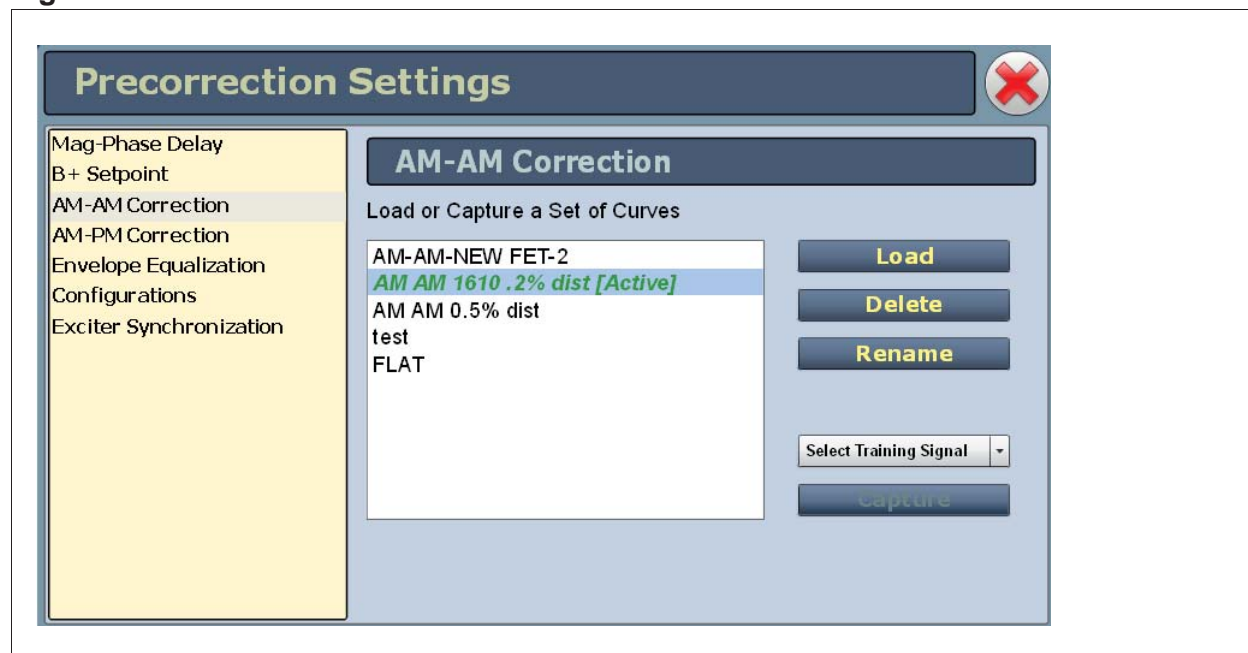 Precorrection Settings
Mag-Phase Delay
B+ Setpoint
AM-AM Correction
AM-PM Correction
Envelope Equalization
Configurations
Exciter Synchronization
AM-AM Correction
Load or Capture a Set of Curves
AM-AM-NEW FET-2
AM AM 1610 .2% dist [Active]
AM AM 0.5% dist
test
FLAT
Load
Delete
Rename
Select Training Signal
Capture